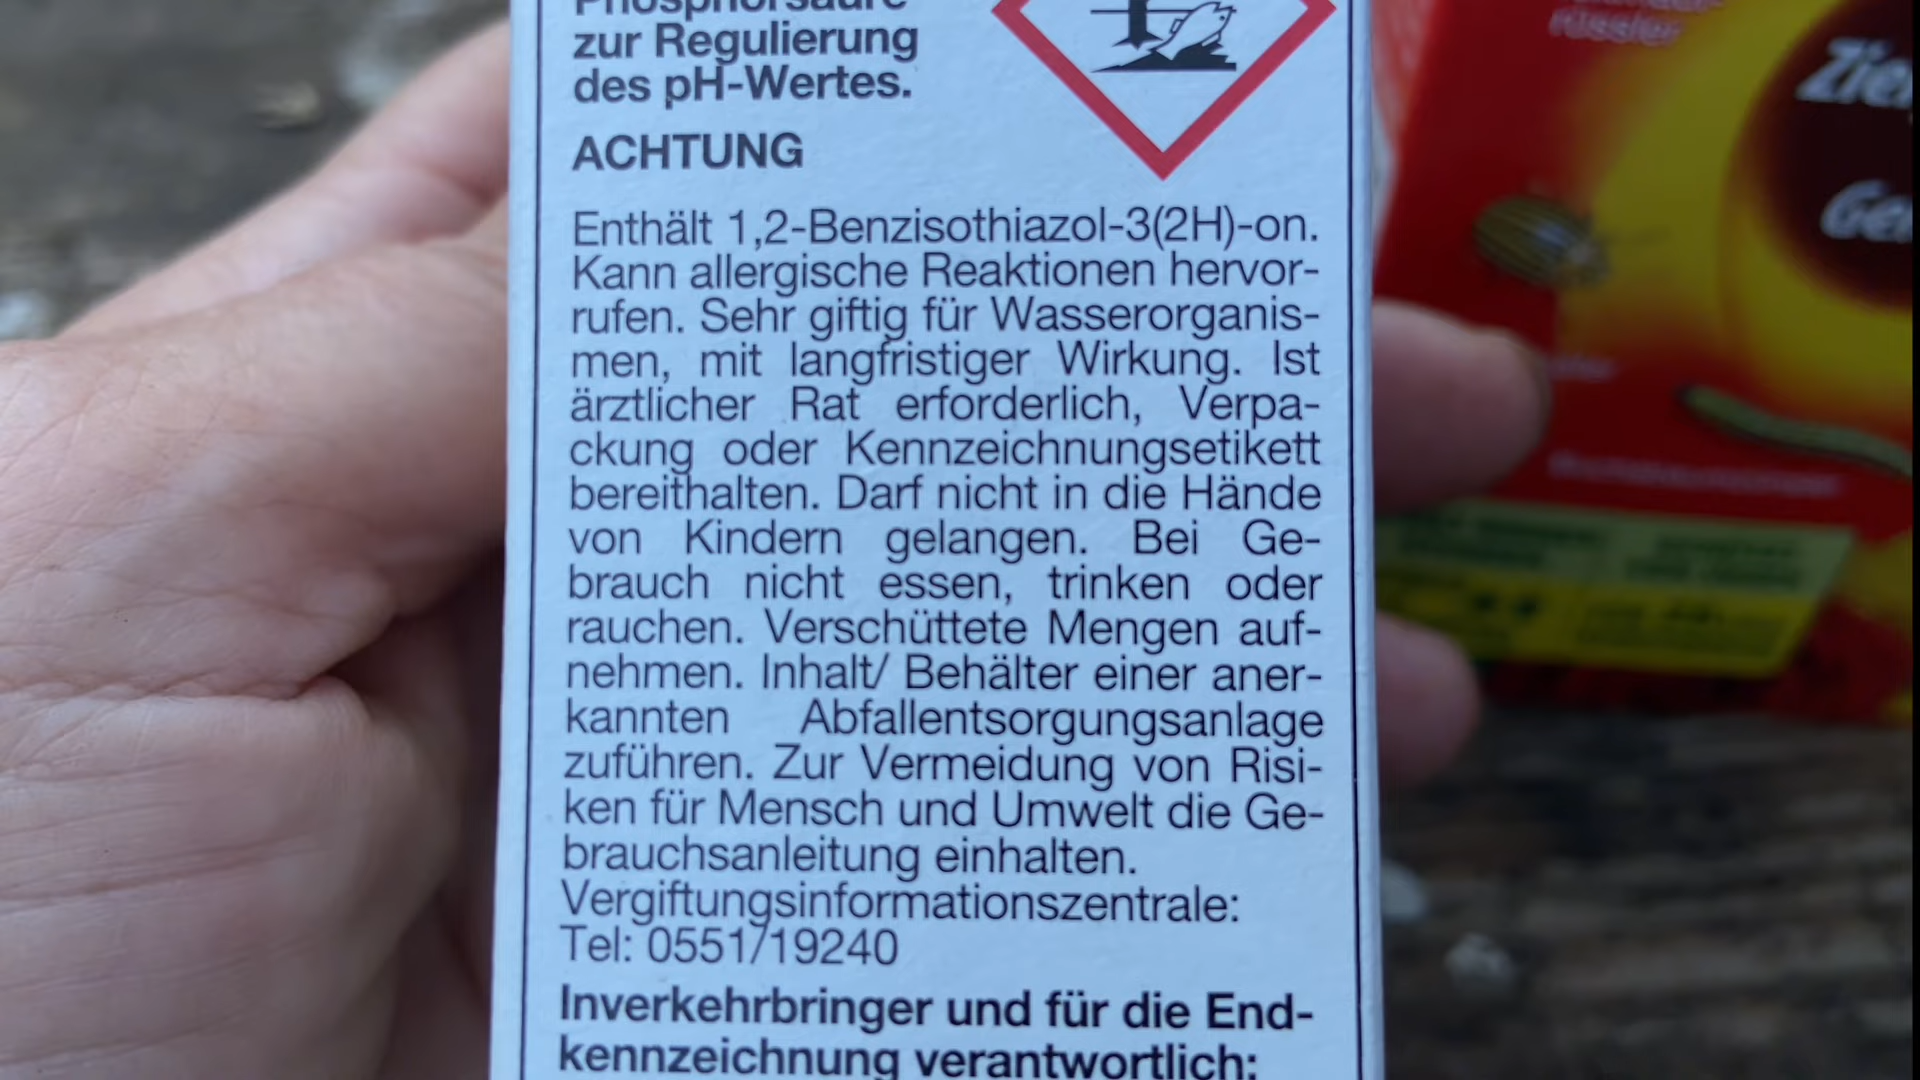 Phosphorsäure
zur Regulierung
des pH-Wertes.
ACHTUNG
Enthält 1,2-Benzisothiazol-3(2H)-on.
Kann allergische Reaktionen hervor-
rufen. Sehr giftig für Wasserorganis-
men, mit langfristiger Wirkung. Ist
ärztlicher Rat erforderlich, Verpa-
ckung oder Kennzeichnungsetikett
bereithalten. Darf nicht in die Hände
von Kindern gelangen. Bei Ge-
brauch nicht essen, trinken oder
rauchen. Verschüttete Mengen auf-
nehmen. Inhalt/ Behälter einer aner-
kannten Abfallentsorgungsanlage
zuführen. Zur Vermeidung von Risi-
ken für Mensch und Umwelt die Ge-
brauchsanleitung einhalten.
Vergiftungsinformationszentrale:
Tel: 0551/19240
Inverkehrbringer und für die End-
kennzeichnung verantwortlich:
rüssler
Zie
Ge